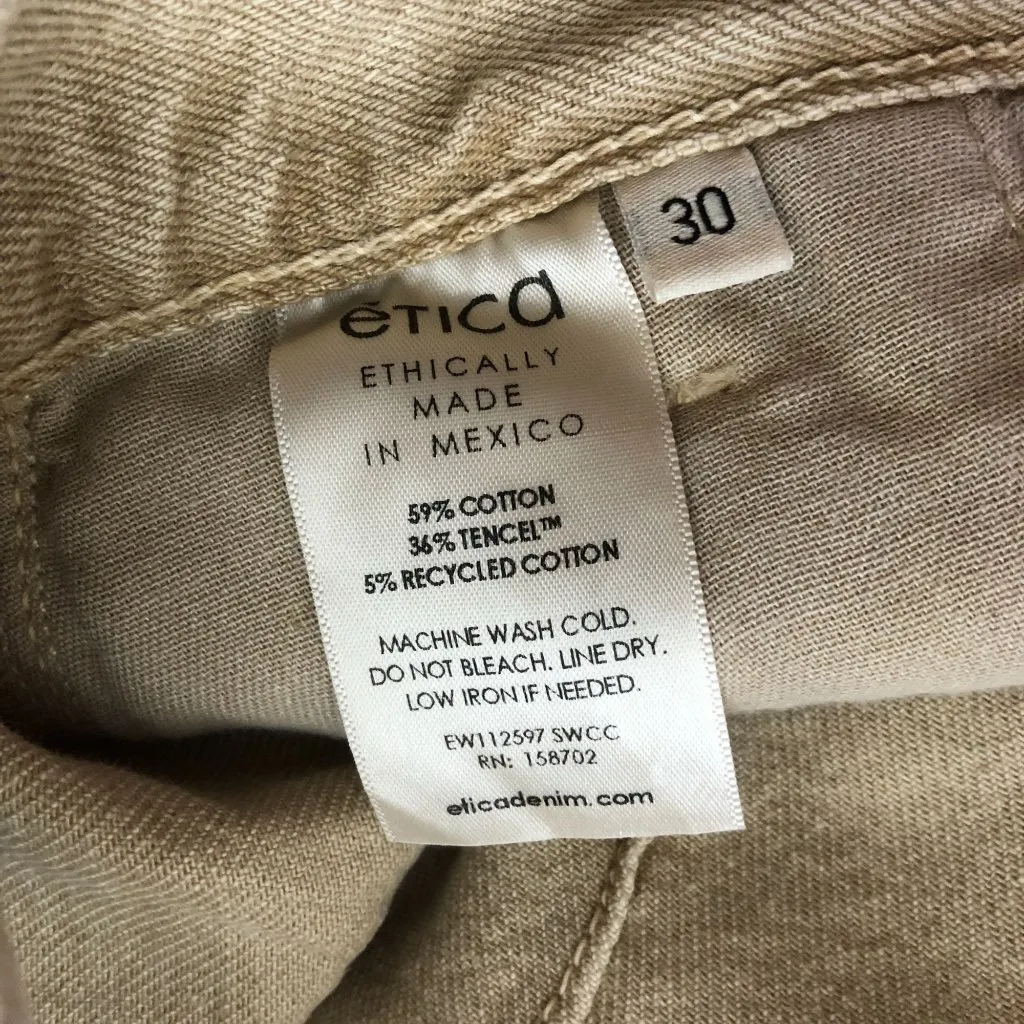 30
ēTICa
ETHICALLY
MADE
IN MEXICO
59% COTTON
36% TENCEL™
5% RECYCLED COTTON
MACHINE WASH COLD.
DO NOT BLEACH. LINE DRY.
LOW IRON IF NEEDED.
EW112597 SWCC
RN: 158702
eticadenim.com